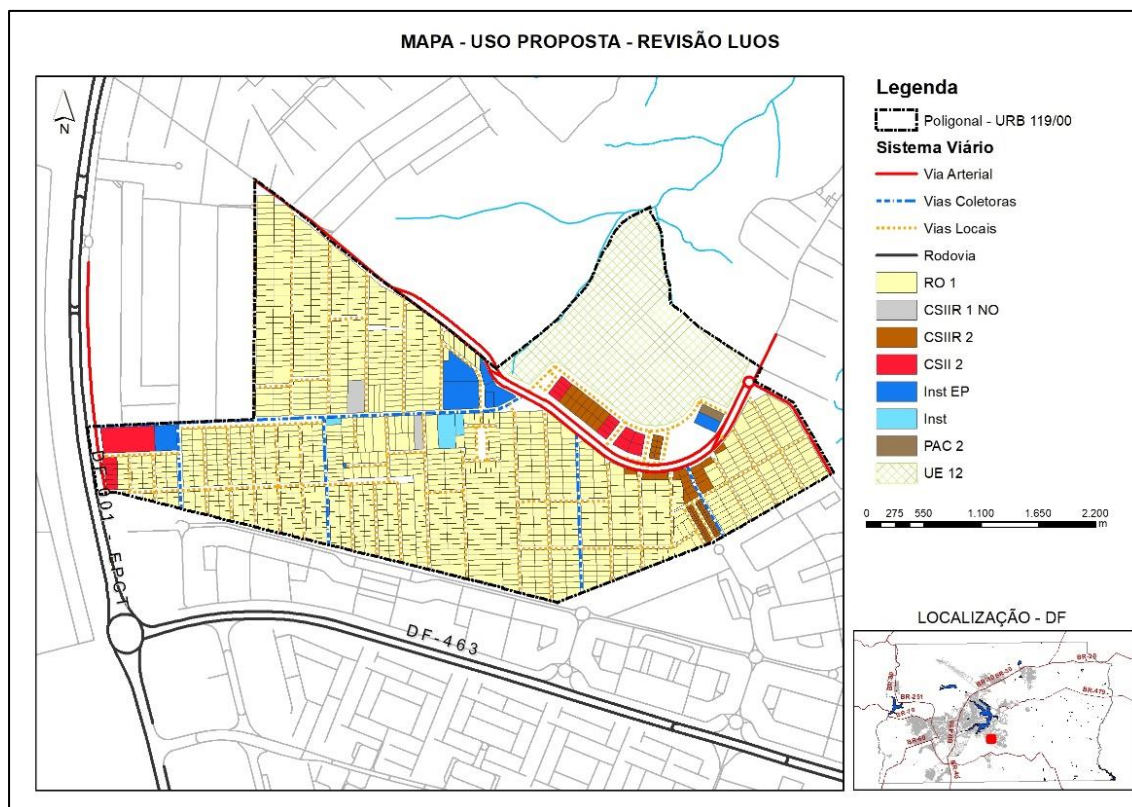 MAPA - USO PROPOSTA - REVISÃO LUOS
N
DF-001 - EPCT
DF-463
Legenda
Poligonal - URB 119/00
Sistema Viário
Via Arterial
Vias Coletoras
Vias Locais
Rodovia
RO 1
CSIIR 1 NO
CSIIR 2
CSII 2
Inst EP
Inst
PAC 2
UE 12
0 275 550 1.100 1.650 2.200
m
LOCALIZAÇÃO - DF
BR-251